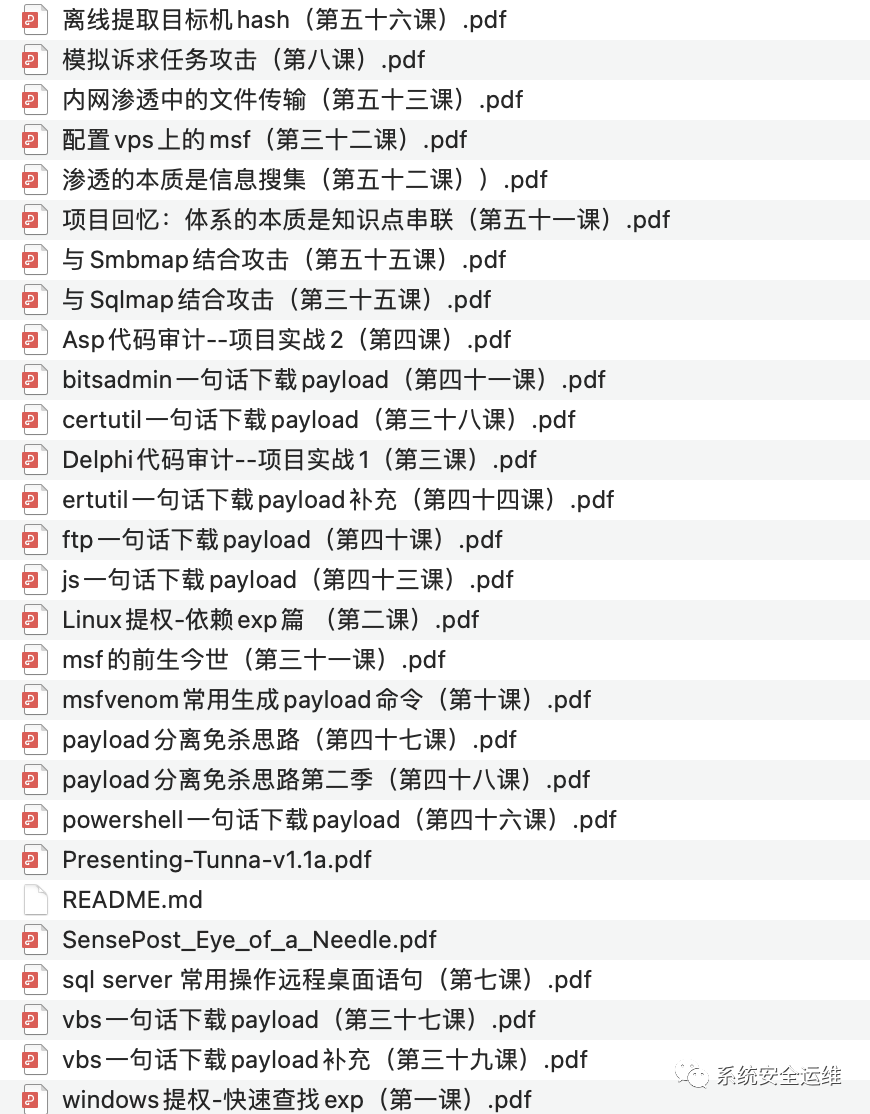 离线提取目标机hash（第五十六课）.pdf
模拟诉求任务攻击（第八课）.pdf
内网渗透中的文件传输（第五十三课）.pdf
配置vps上的msf（第三十二课）.pdf
渗透的本质是信息搜集（第五十二课））.pdf
项目回忆：体系的本质是知识点串联（第五十一课）.pdf
与Smbmap结合攻击（第五十五课）.pdf
与Sqlmap结合攻击（第三十五课）.pdf
Asp代码审计--项目实战2（第四课）.pdf
bitsadmin一句话下载payload（第四十一课）.pdf
certutil一句话下载payload（第三十八课）.pdf
Delphi代码审计--项目实战1（第三课）.pdf
ertutil一句话下载payload补充（第四十四课）.pdf
ftp一句话下载payload（第四十课）.pdf
js一句话下载payload（第四十三课）.pdf
Linux提权-依赖exp篇 （第二课）.pdf
msf的前生今世（第三十一课）.pdf
msfvenom常用生成payload命令（第十课）.pdf
payload分离免杀思路（第四十七课）.pdf
payload分离免杀思路第二季（第四十八课）.pdf
powershell一句话下载payload（第四十六课）.pdf
Presenting-Tunna-v1.1a.pdf
README.md
SensePost_Eye_of_a_Needle.pdf
sql server 常用操作远程桌面语句（第七课）.pdf
vbs一句话下载payload（第三十七课）.pdf
vbs一句话下载payload补充（第三十九课）.pdf
系统安全运维
windows提权-快速查找exp（第一课）.pdf